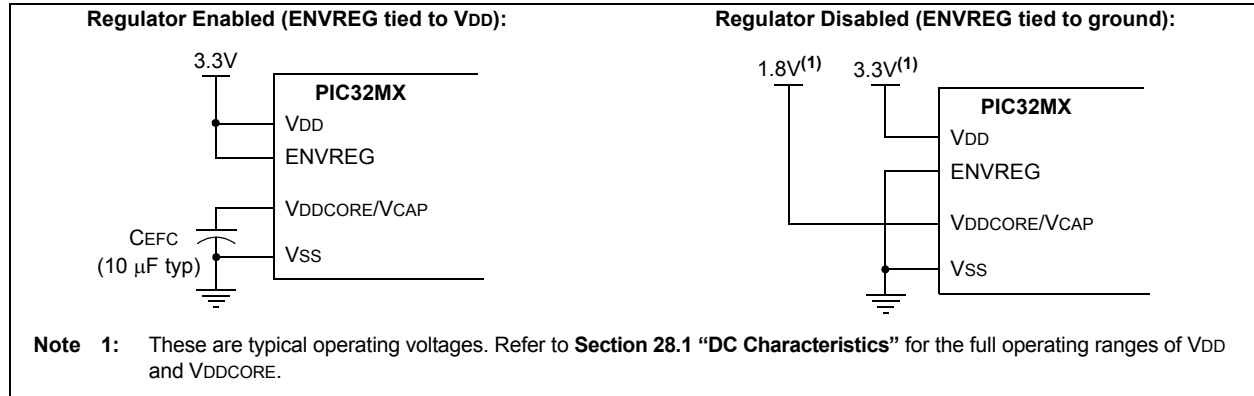 Regulator Enabled (ENVREG tied to VDD):
3.3V
PIC32MX
VDD
ENVREG
VDDCORE/VCAP
CEFC
(10 μF typ)
VSS
Regulator Disabled (ENVREG tied to ground):
1.8V(1) 3.3V(1)
PIC32MX
VDD
ENVREG
VDDCORE/VCAP
VSS
Note 1: These are typical operating voltages. Refer to Section 28.1 “DC Characteristics” for the full operating ranges of VDD
and VDDCORE.